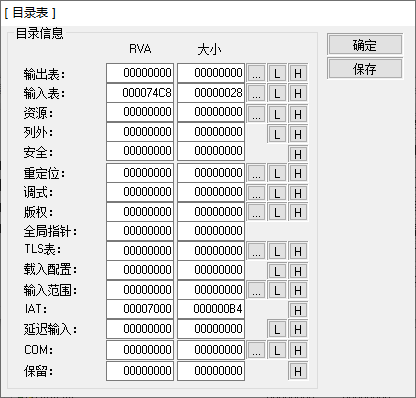 [ 目录表 ]
目录信息
RVA 大小
确定
保存
输出表： 00000000 00000000 ... L H
输入表： 000074C8 00000028 ... L H
资源： 00000000 00000000 ... L H
列外： 00000000 00000000 L H
安全： 00000000 00000000 H
重定位： 00000000 00000000 ... L H
调式： 00000000 00000000 ... L H
版权： 00000000 00000000 ... L H
全局指针： 00000000 00000000
TLS表： 00000000 00000000 ... L H
载入配置： 00000000 00000000 L H
输入范围： 00000000 00000000 ... L H
IAT： 00007000 000000B4 H
延迟输入： 00000000 00000000 L H
COM： 00000000 00000000 ... L H
保留： 00000000 00000000 H